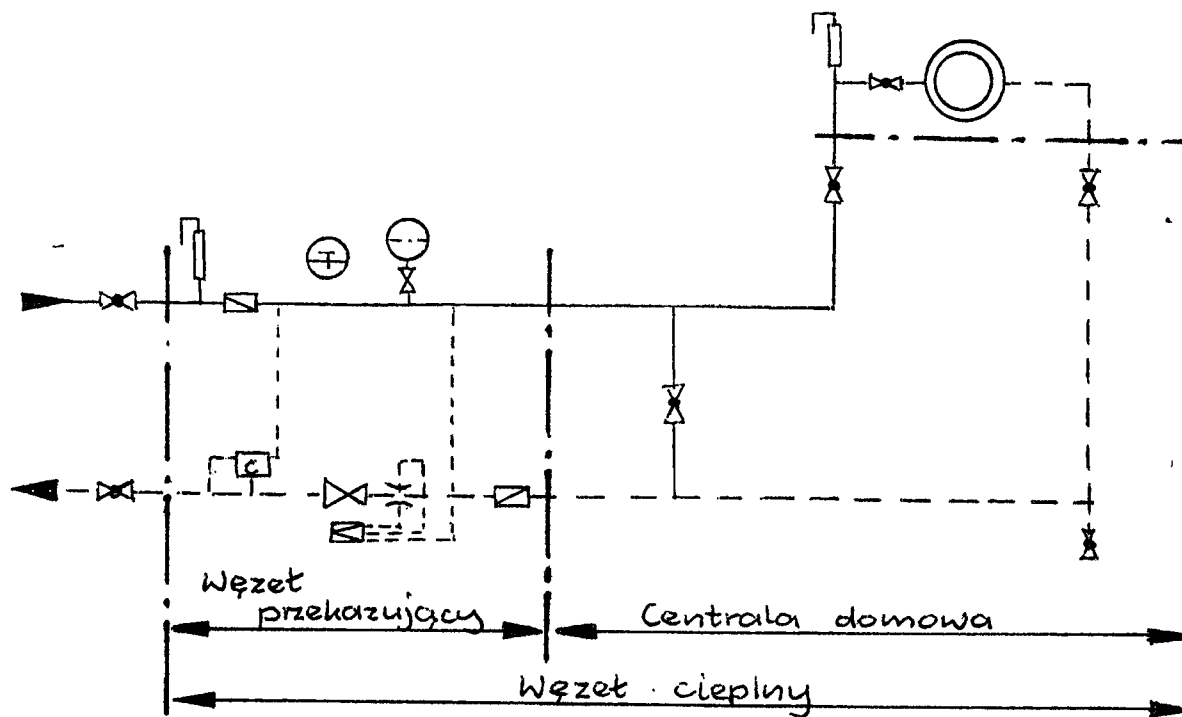 T
C
Węzeł
przekazujący
Centrala domowa
Węzeł cieplny